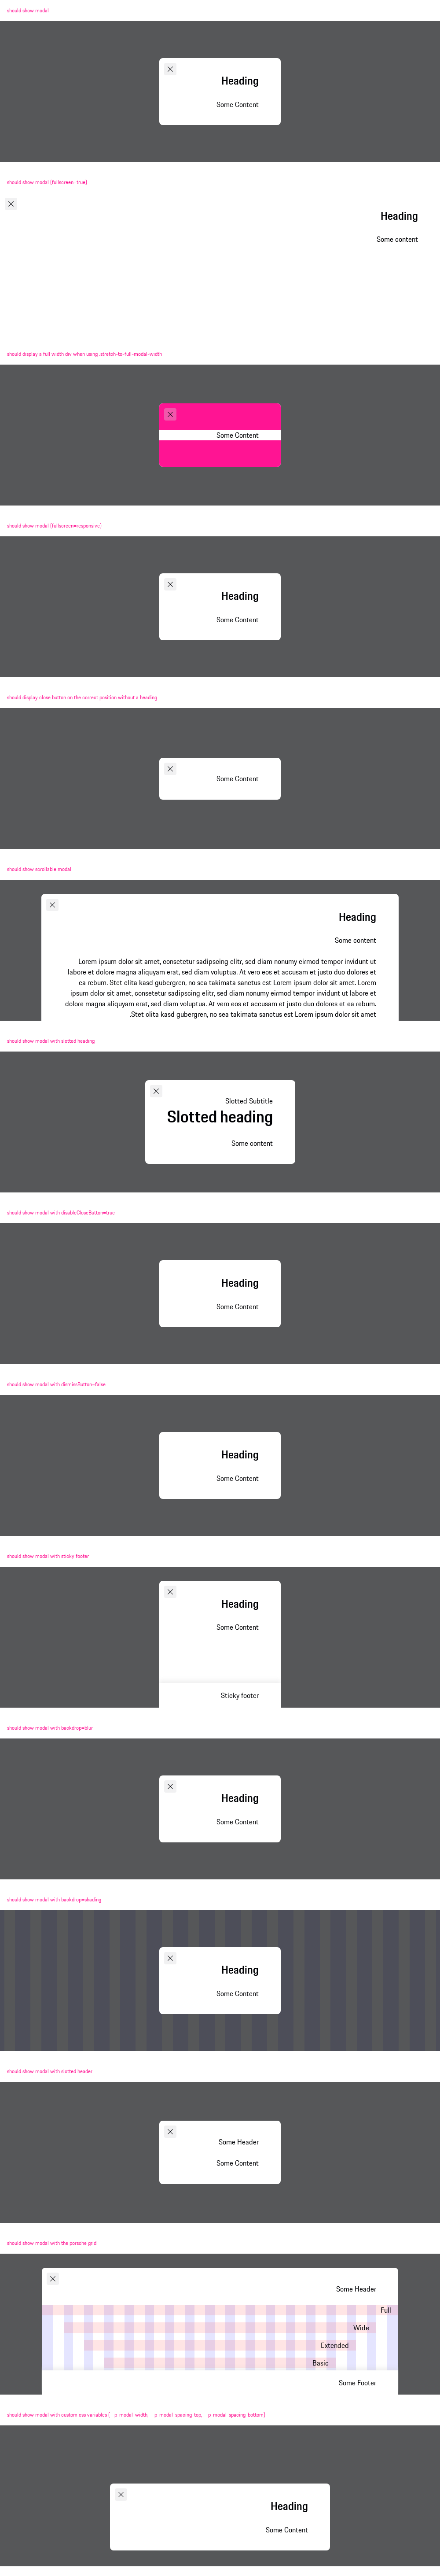 should show modal
Heading
Some Content
should show modal [fullscreen=true]
Heading
Some content
should display a full width div when using .stretch-to-full-modal-width
Some Content
should show modal [fullscreen=responsive]
Heading
Some Content
should display close button on the correct position without a heading.
Some Content
should show scrollable modal
Heading
Some content
Lorem ipsum dolor sit amet, consetetur sadipscing elitr, sed diam nonumy eirmod tempor invidunt ut
labore et dolore magna aliquyam erat, sed diam voluptua. At vero eos et accusam et justo duo dolores et
ea rebum. Stet clita kasd gubergren, no sea takimata sanctus est Lorem ipsum dolor sit amet. Lorem
ipsum dolor sit amet, consetetur sadipscing elitr, sed diam nonumy eirmod tempor invidunt ut labore et
dolore magna aliquyam erat, sed diam voluptua. At vero eos et accusam et justo duo dolores et ea rebum.
.Stet clita kasd gubergren, no sea takimata sanctus est Lorem ipsum dolor sit amet
should show modal with slotted heading
Slotted Subtitle
Slotted heading
Some content
should show modal with disableCloseButton=true
Heading
Some Content
should show modal with dismissButton=false
Heading
Some Content
should show modal with sticky footer
Heading
Some Content
Sticky footer
should show modal with backdrop=blur
Heading
Some Content
should show modal with backdrop=shading
Heading
Some Content
should show modal with slotted header
Some Header
Some Content
should show modal with the porsche grid
Some Header
Full
Wide
Extended
Basic
Some Footer
should show modal with custom css variables [--p-modal-width, --p-modal-spacing-top, --p-modal-spacing-bottom]
Heading
Some Content